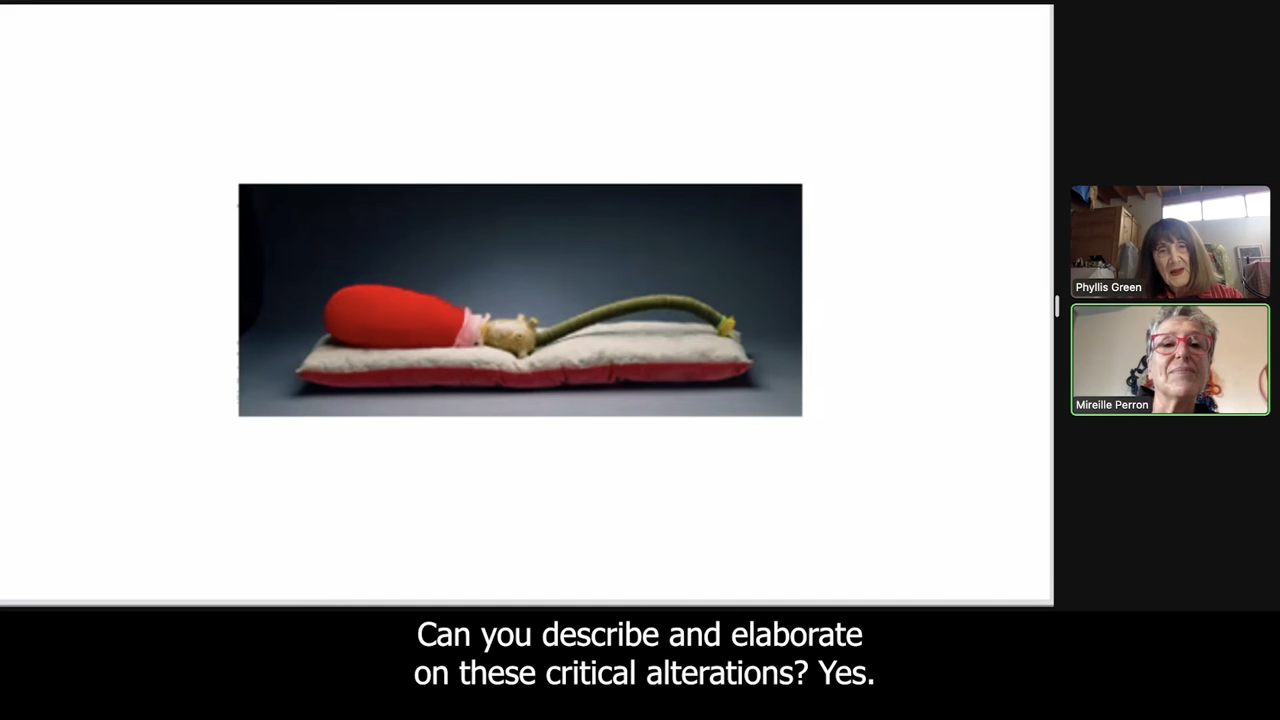 Phyllis Green
Mireille Perron
Can you describe and elaborate
on these critical alterations? Yes.